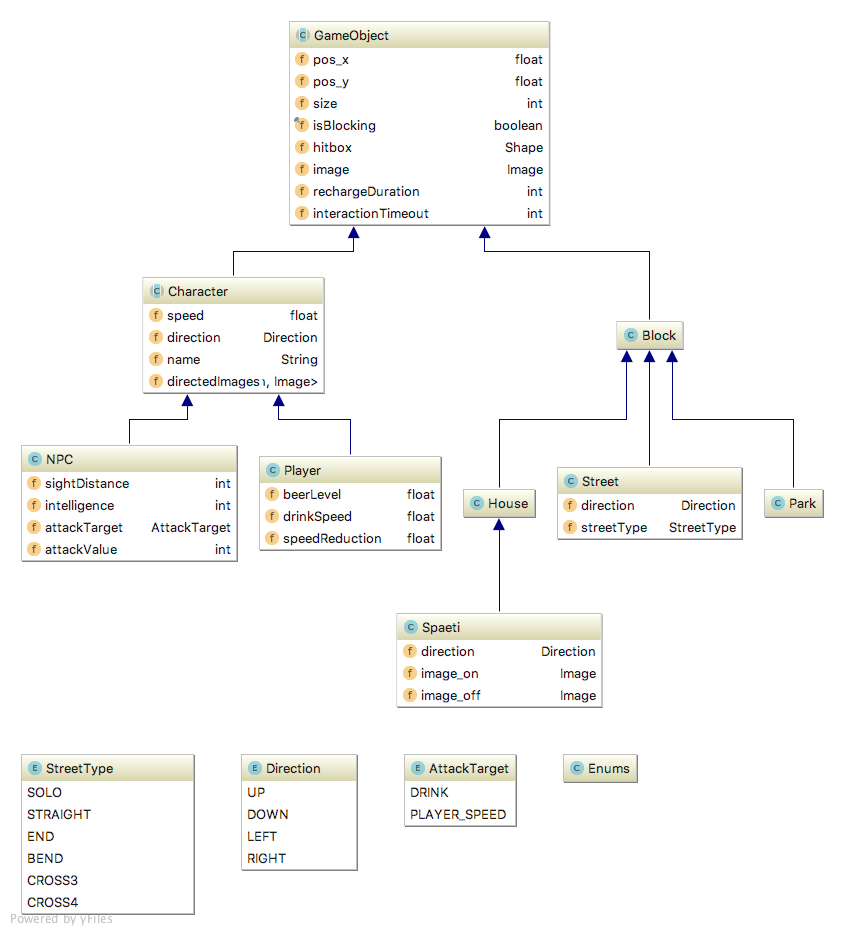 GameObject
pos_x float
pos_y float
size int
isBlocking boolean
hitbox Shape
image Image
rechargeDuration int
interactionTimeout int
Character
speed float
direction Direction
name String
directedImages, Image>
Block
NPC
sightDistance int
intelligence int
attackTarget AttackTarget
attackValue int
Player
beerLevel float
drinkSpeed float
speedReduction float
House
Street
direction Direction
streetType StreetType
Park
Spaeti
direction Direction
image_on Image
image_off Image
StreetType
SOLO
STRAIGHT
END
BEND
CROSS3
CROSS4
Direction
UP
DOWN
LEFT
RIGHT
AttackTarget
DRINK
PLAYER_SPEED
Enums
Powered by yFiles